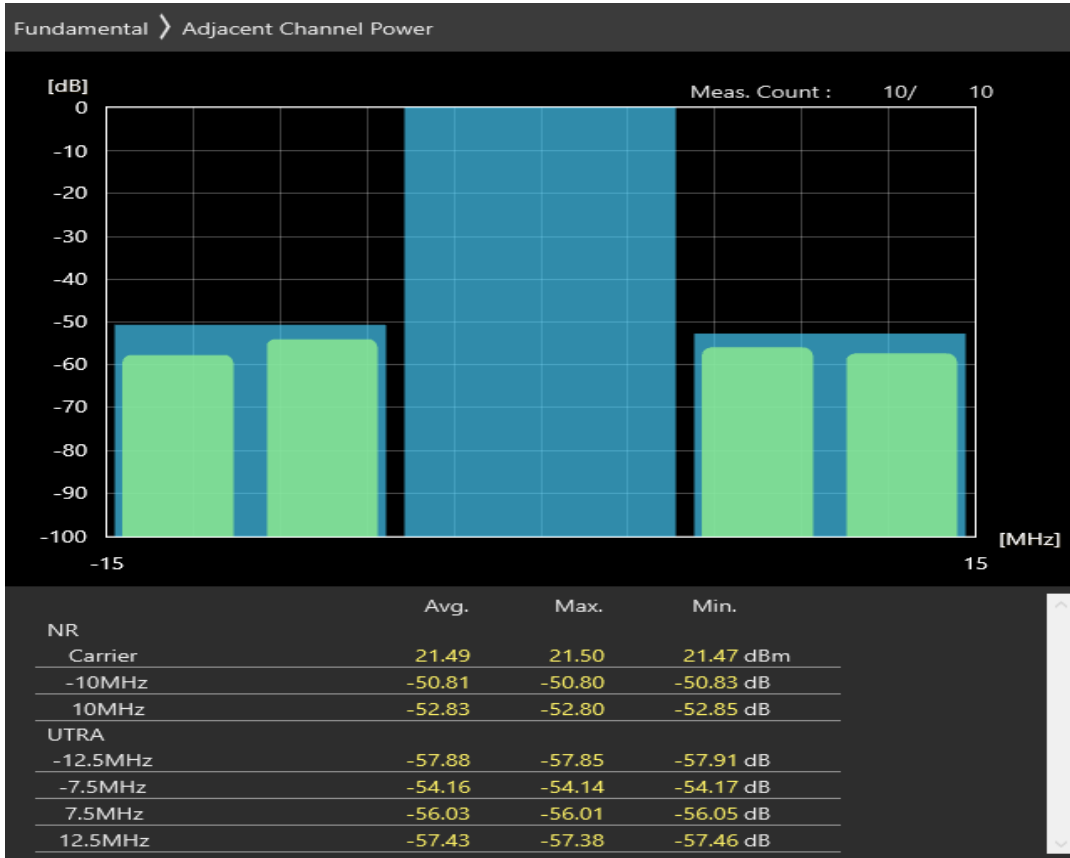 Fundamental ❭ Adjacent Channel Power
[dB]
Meas. Count : 10/ 10
0
-10
-20
-30
-40
-50
-60
-70
-80
-90
-100
[MHz]
-15 15
Avg. Max. Min.
NR
Carrier 21.49 21.50 21.47 dBm
-10MHz -50.81 -50.80 -50.83 dB
10MHz -52.83 -52.80 -52.85 dB
UTRA
-12.5MHz -57.88 -57.85 -57.91 dB
-7.5MHz -54.16 -54.14 -54.17 dB
7.5MHz -56.03 -56.01 -56.05 dB
12.5MHz -57.43 -57.38 -57.46 dB